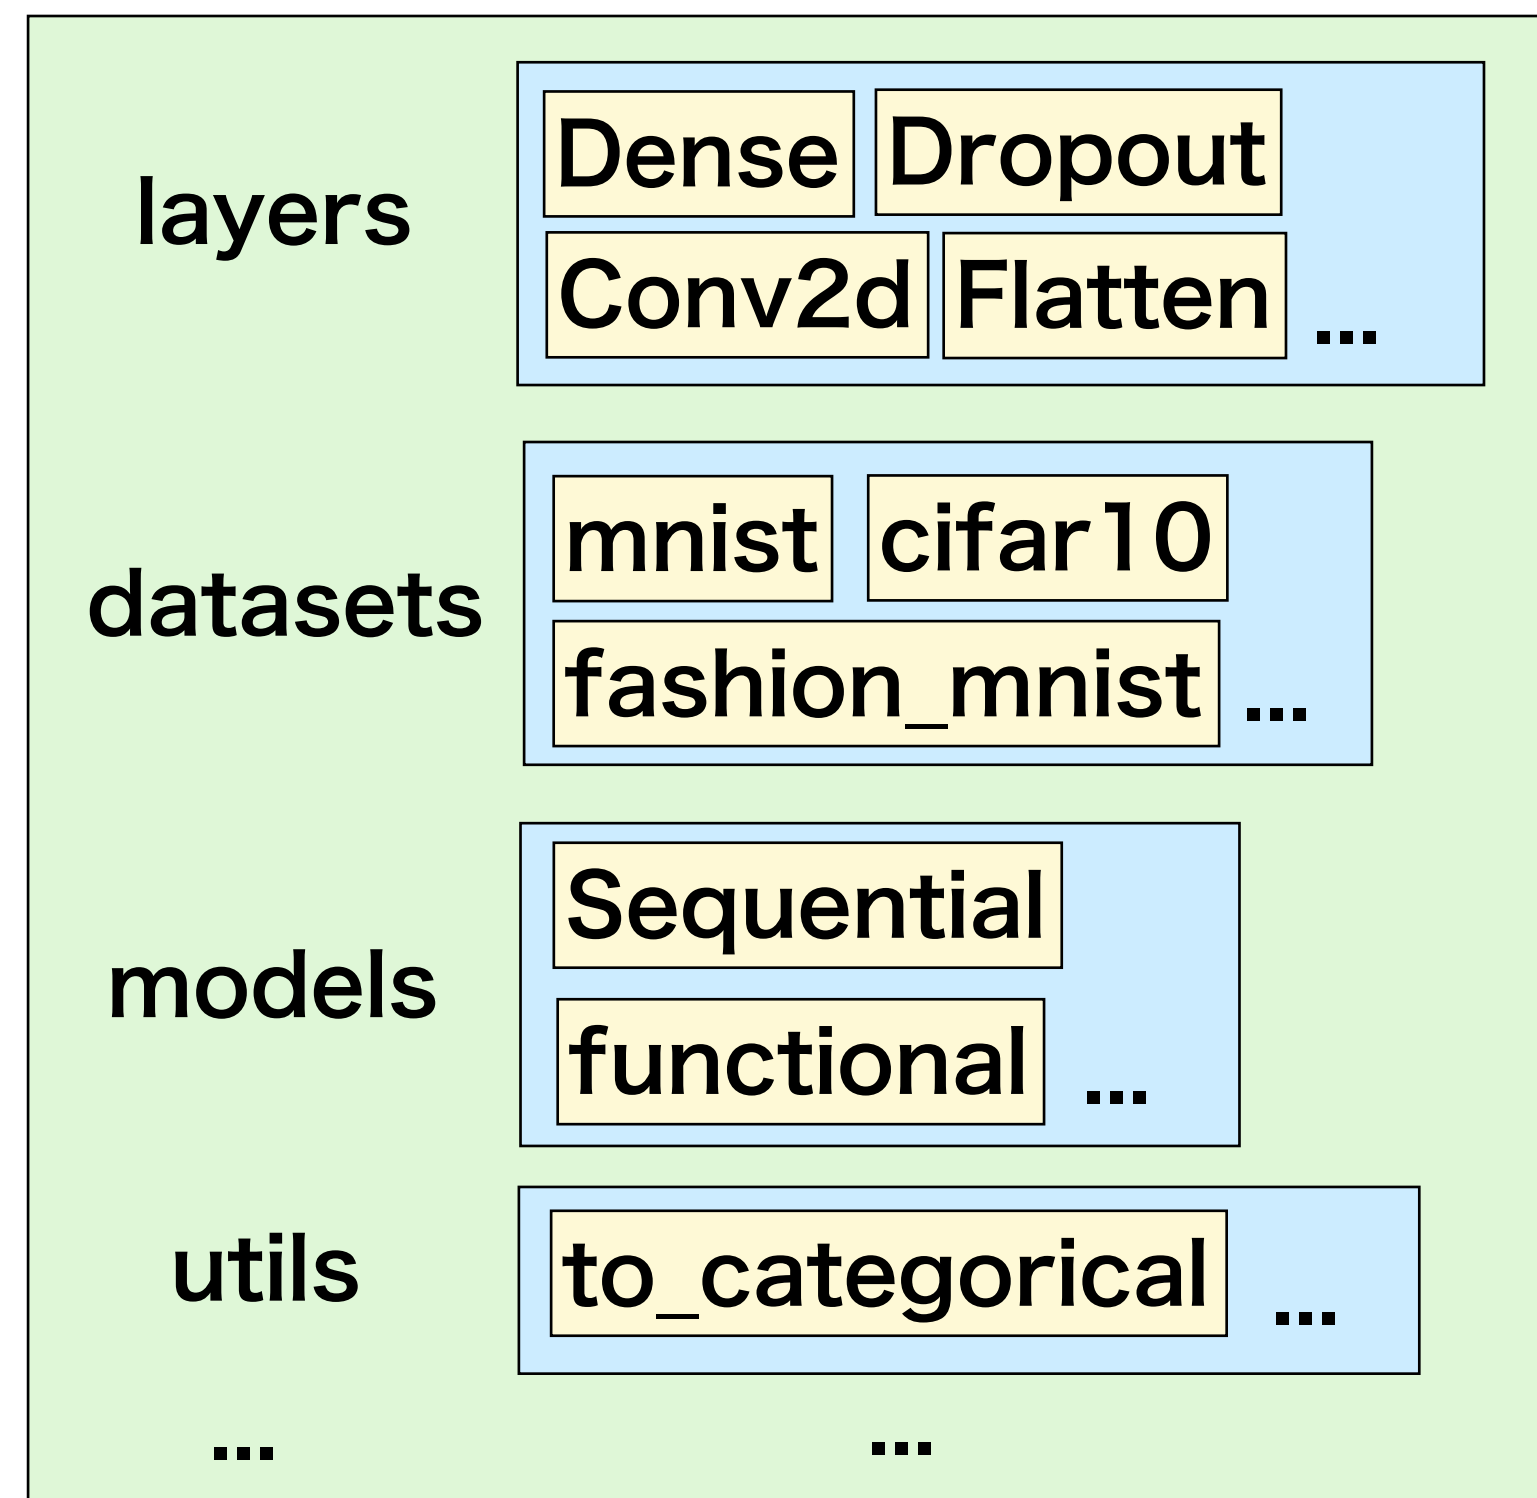 layers
Dense Dropout
Conv2d Flatten ...
datasets
mnist cifar10
fashion_mnist ...
models
Sequential
functional ...
utils
to_categorical ...
... ...